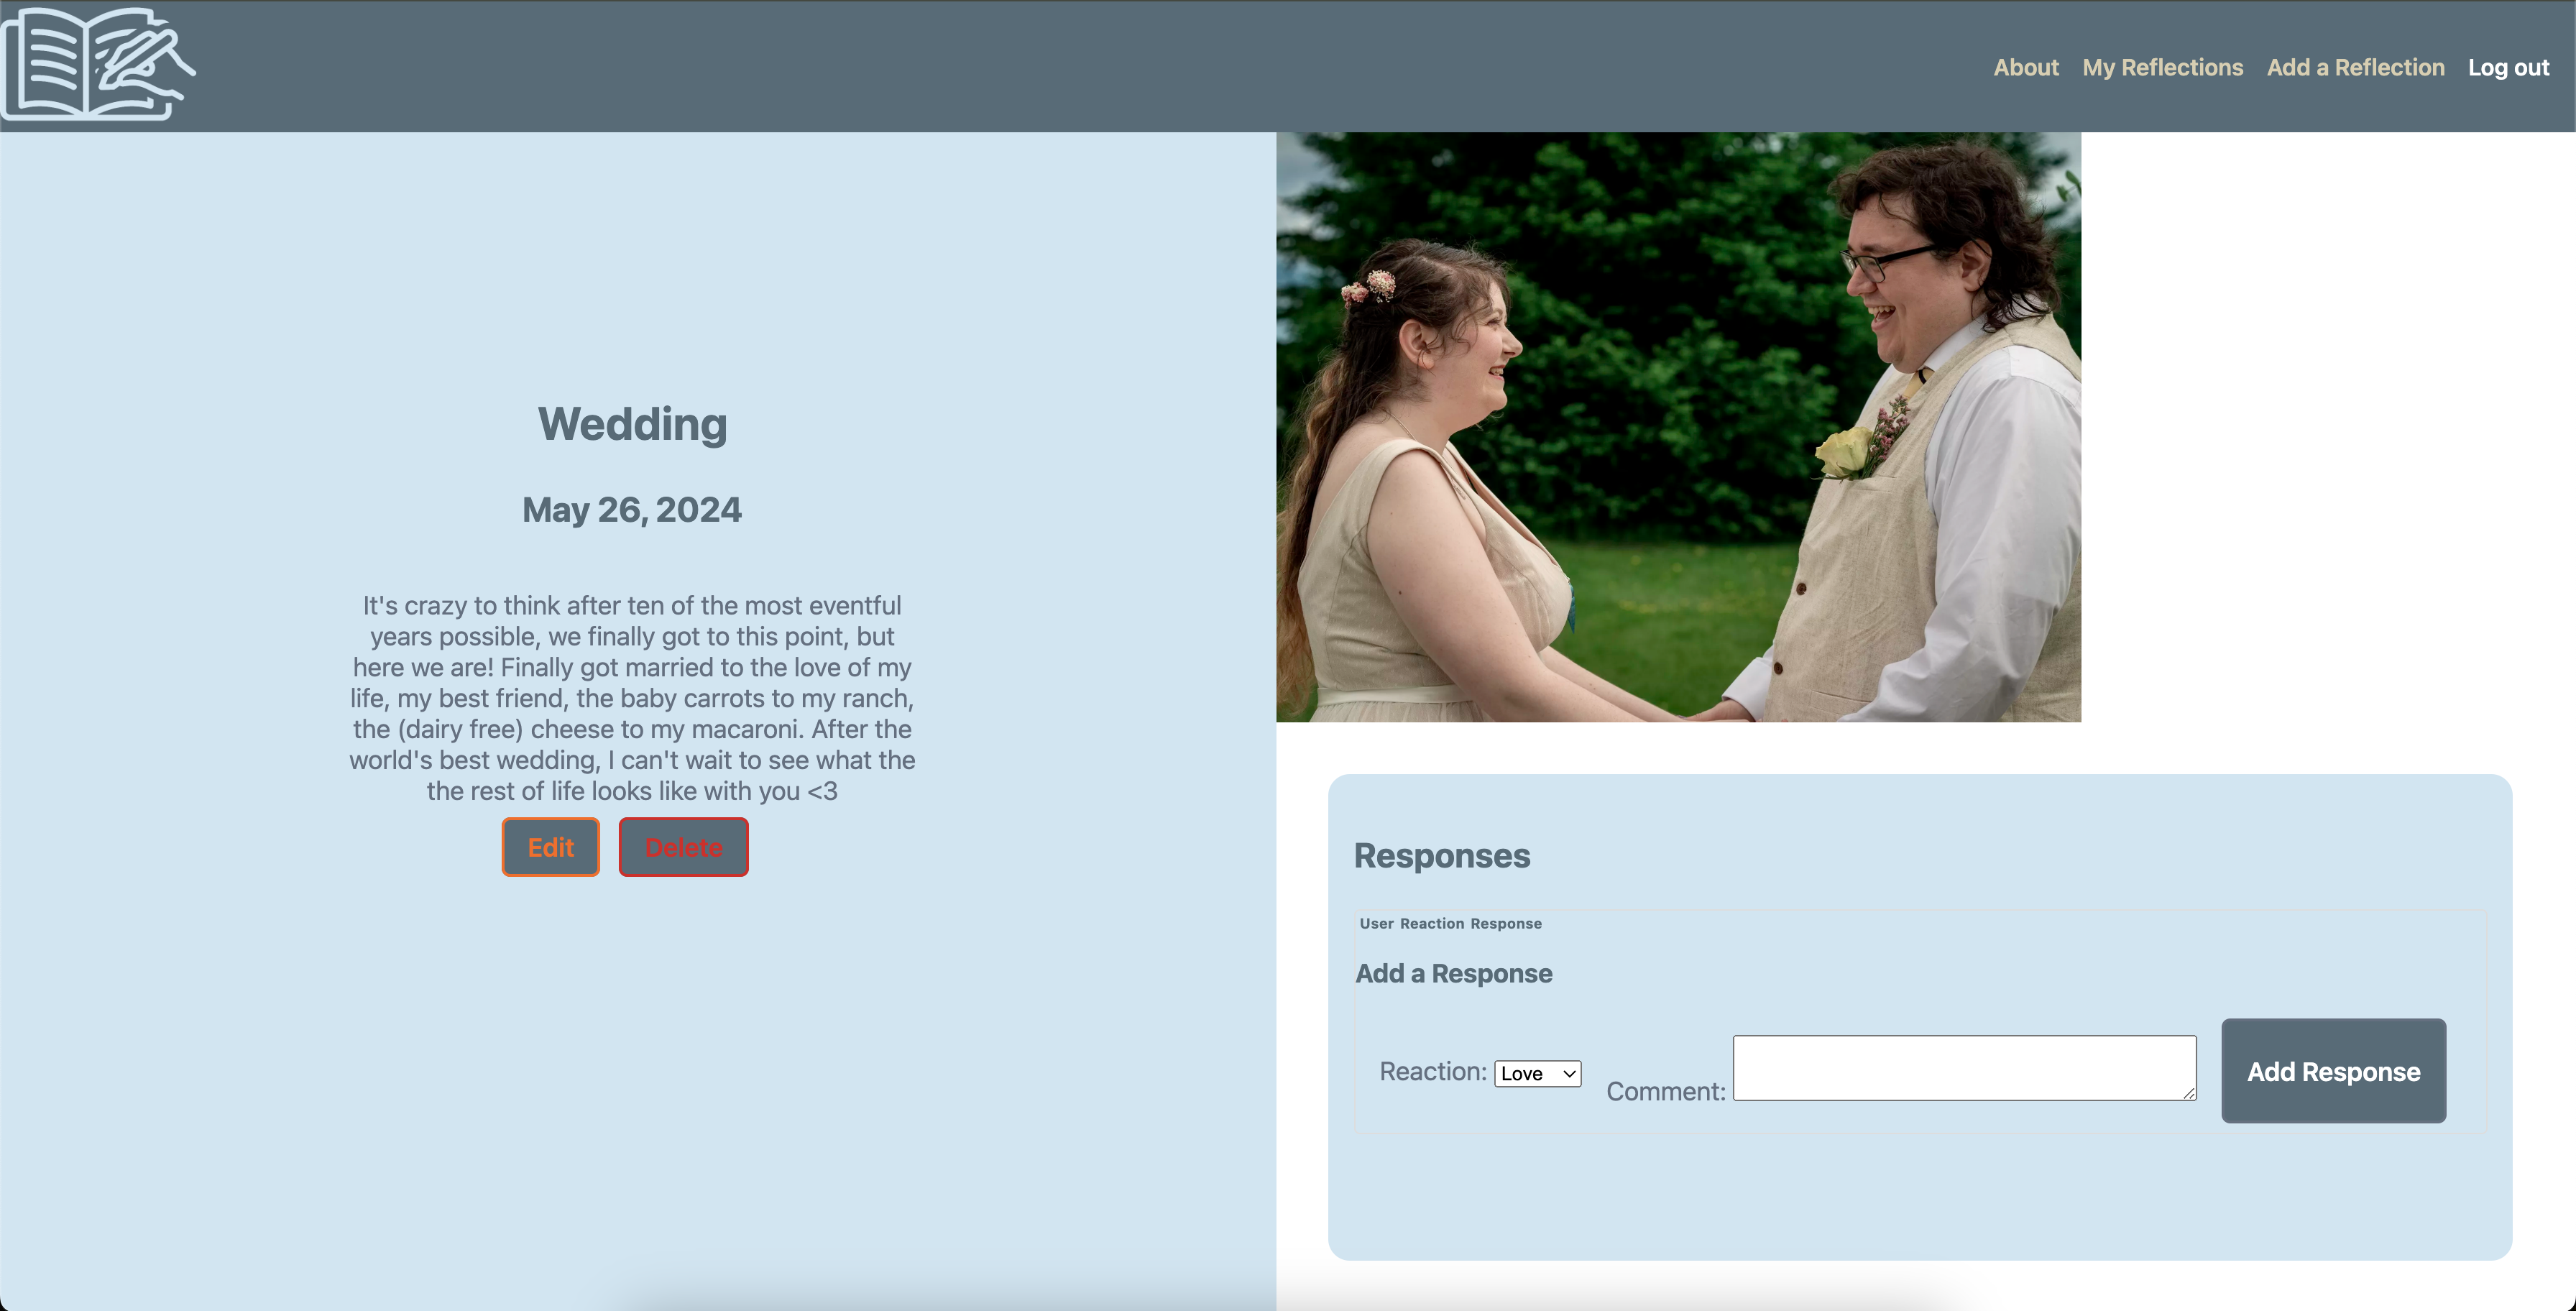 About My Reflections Add a Reflection Log out
Wedding
May 26, 2024
It's crazy to think after ten of the most eventful
years possible, we finally got to this point, but
here we are! Finally got married to the love of my
life, my best friend, the baby carrots to my ranch,
the (dairy free) cheese to my macaroni. After the
world's best wedding, I can't wait to see what the
the rest of life looks like with you <3
Edit Delete
Responses
User Reaction Response
Add a Response
Reaction: Love Comment: Add Response